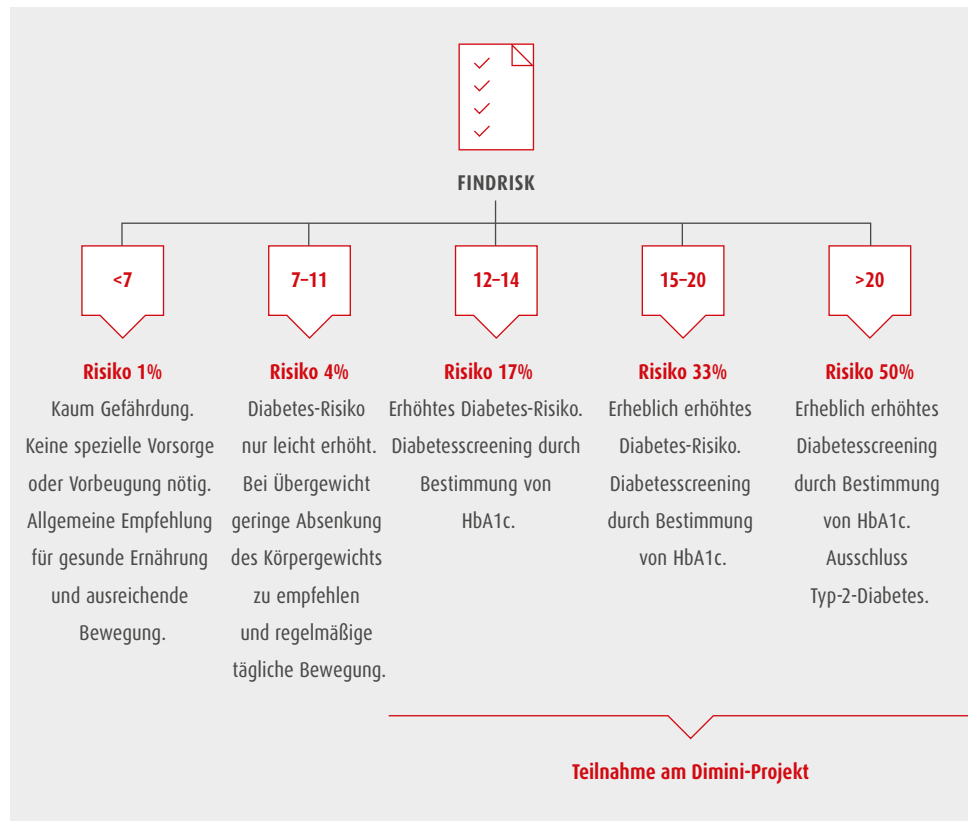 FINDRISK
<7
Risiko 1%
Kaum Gefährdung.
Keine spezielle Vorsorge
oder Vorbeugung nötig.
Allgemeine Empfehlung
für gesunde Ernährung
und ausreichende
Bewegung.
7–11
Risiko 4%
Diabetes-Risiko
nur leicht erhöht.
Bei Übergewicht
geringe Absenkung
des Körpergewichts
zu empfehlen
und regelmäßige
tägliche Bewegung.
12–14
Risiko 17%
Erhöhtes Diabetes-Risiko.
Diabetesscreening durch
Bestimmung von
HbA1c.
15–20
Risiko 33%
Erheblich erhöhtes
Diabetes-Risiko.
Diabetesscreening
durch Bestimmung
von HbA1c.
>20
Risiko 50%
Erheblich erhöhtes
Diabetesscreening
durch Bestimmung
von HbA1c.
Ausschluss
Typ-2-Diabetes.
Teilnahme am Dimini-Projekt